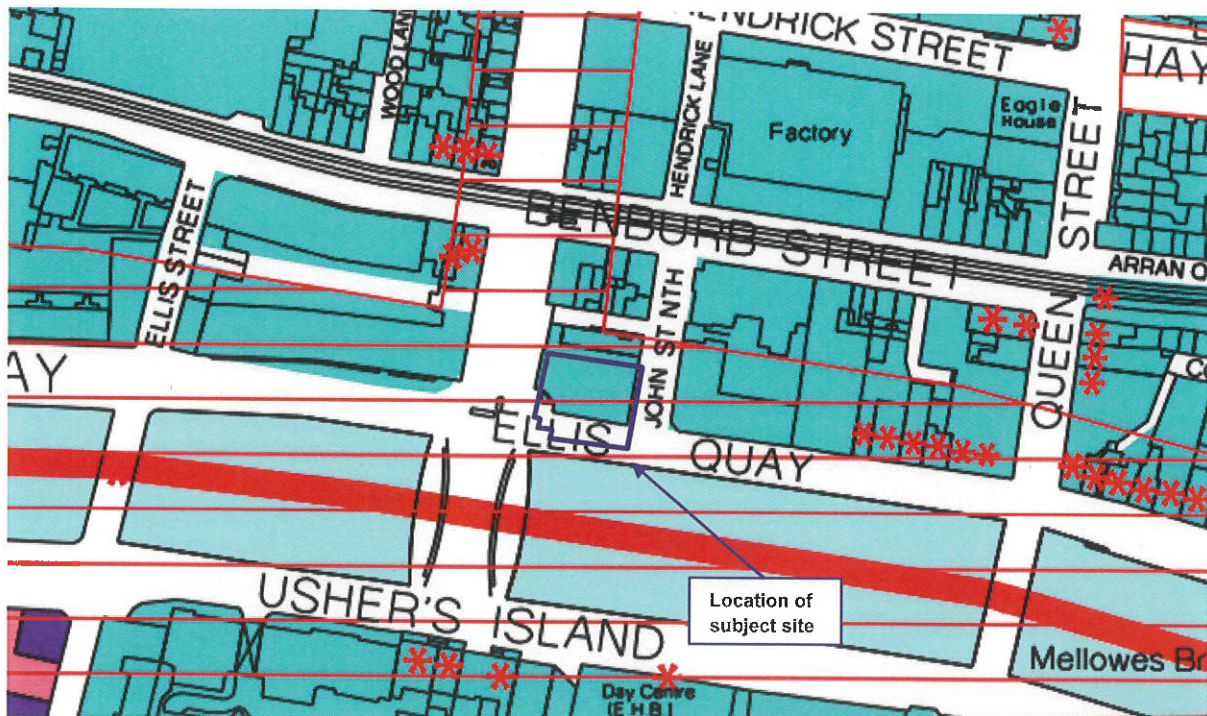 HENDRICK STREET
HAY
WOOD LANE
HENDRICK LANE
Eagle
House
Factory
STREET
BENBURB STREET
ELLIS STREET
ARRAN Q
JOHN ST NTH
QUEEN
AY
ELLIS QUAY
USHER'S ISLAND
Location of
subject site
Mellowes Br
Day Centre
(E H B)